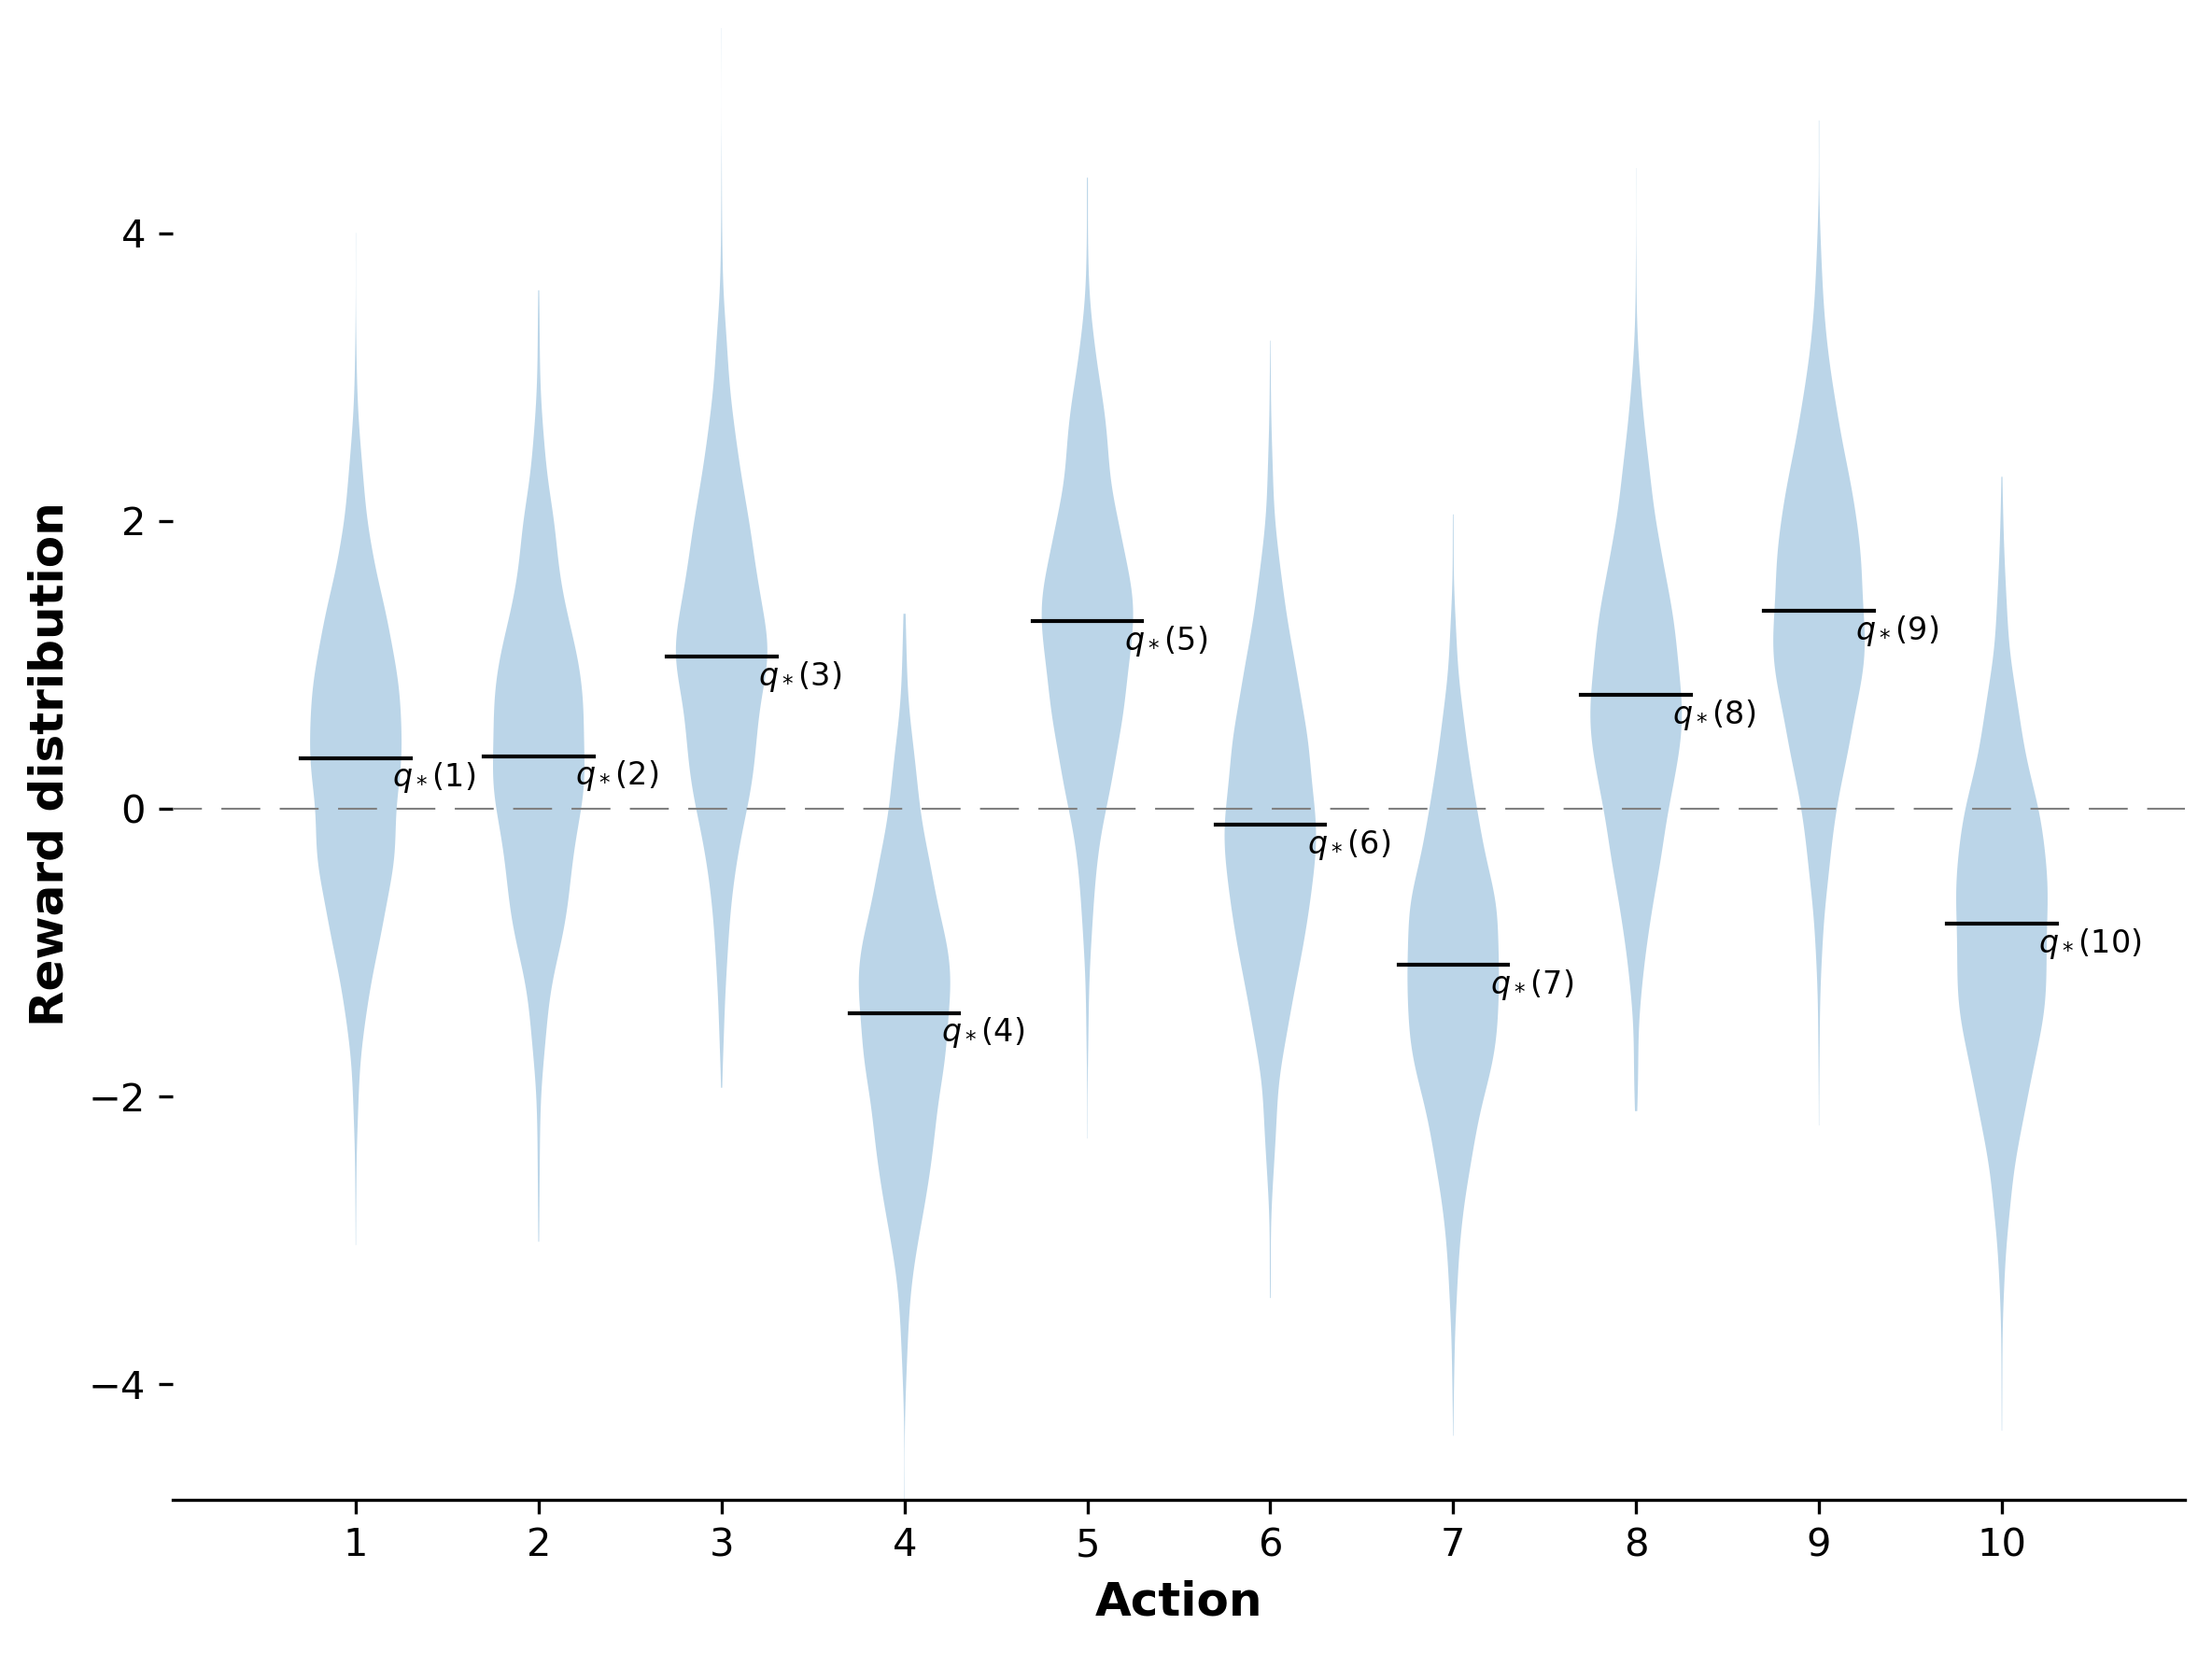 Reward distribution
4
2
0
−2
−4
q*(1)
q*(2)
q*(3)
q*(4)
q*(5)
q*(6)
q*(7)
q*(8)
q*(9)
q*(10)
1 2 3 4 5 6 7 8 9 10
Action